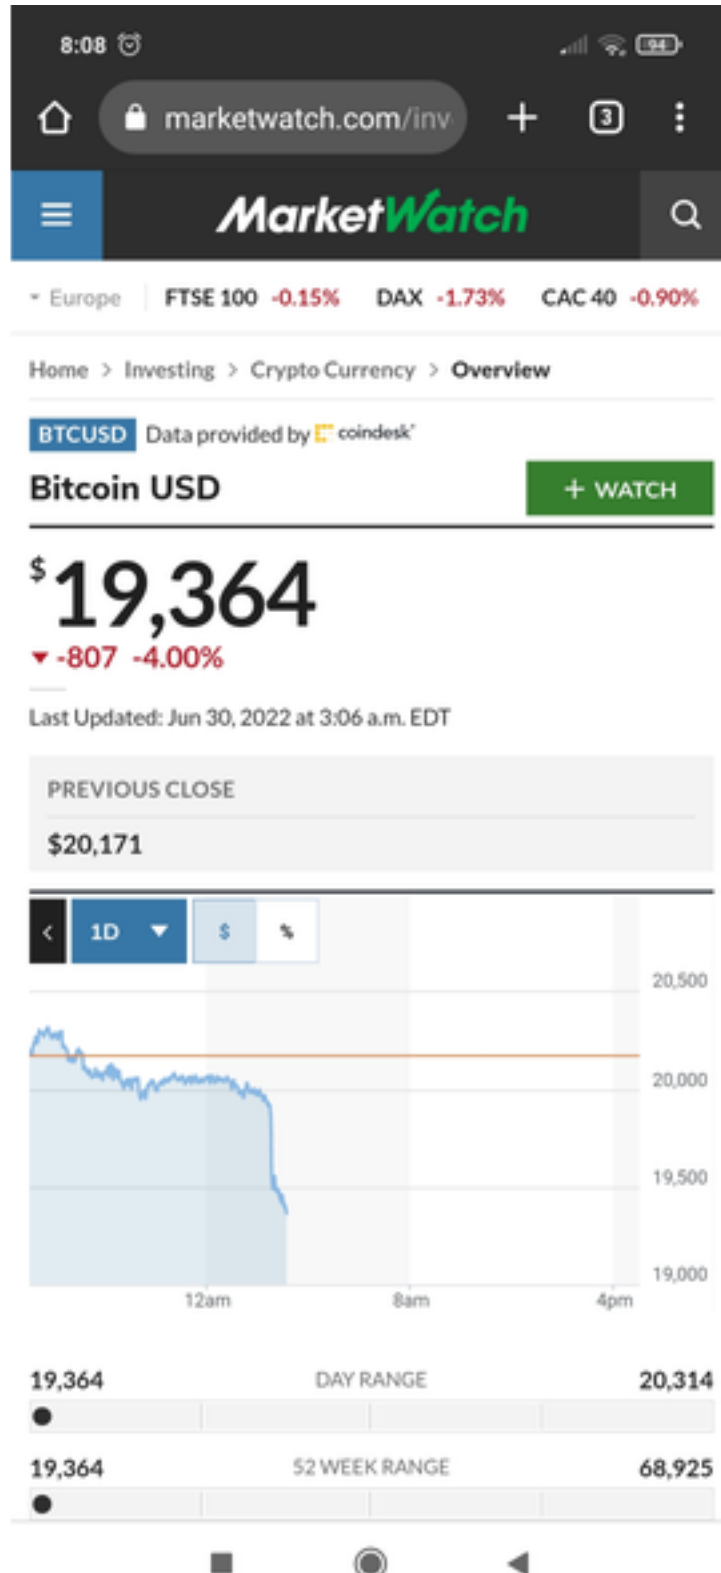 8:08 94
marketwatch.com/inv 3
MarketWatch
Europe FTSE 100 -0.15% DAX -1.73% CAC 40 -0.90%
Home > Investing > Crypto Currency > Overview
BTCUSD Data provided by coindesk
Bitcoin USD + WATCH
$19,364
-807 -4.00%
Last Updated: Jun 30, 2022 at 3:06 a.m. EDT
PREVIOUS CLOSE
$20,171
< 1D $ %
20,500
20,000
19,500
19,000
12am 8am 4pm
19,364 DAY RANGE 20,314
19,364 52 WEEK RANGE 68,925